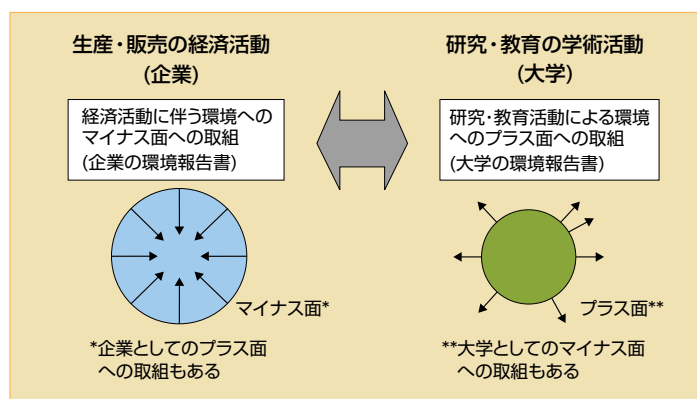 生産・販売の経済活動
(企業)
経済活動に伴う環境への
マイナス面への取組
(企業の環境報告書)
マイナス面*
*企業としてのプラス面
への取組もある
研究・教育の学術活動
(大学)
研究・教育活動による環境
へのプラス面への取組
(大学の環境報告書)
プラス面**
**大学としてのマイナス面
への取組もある